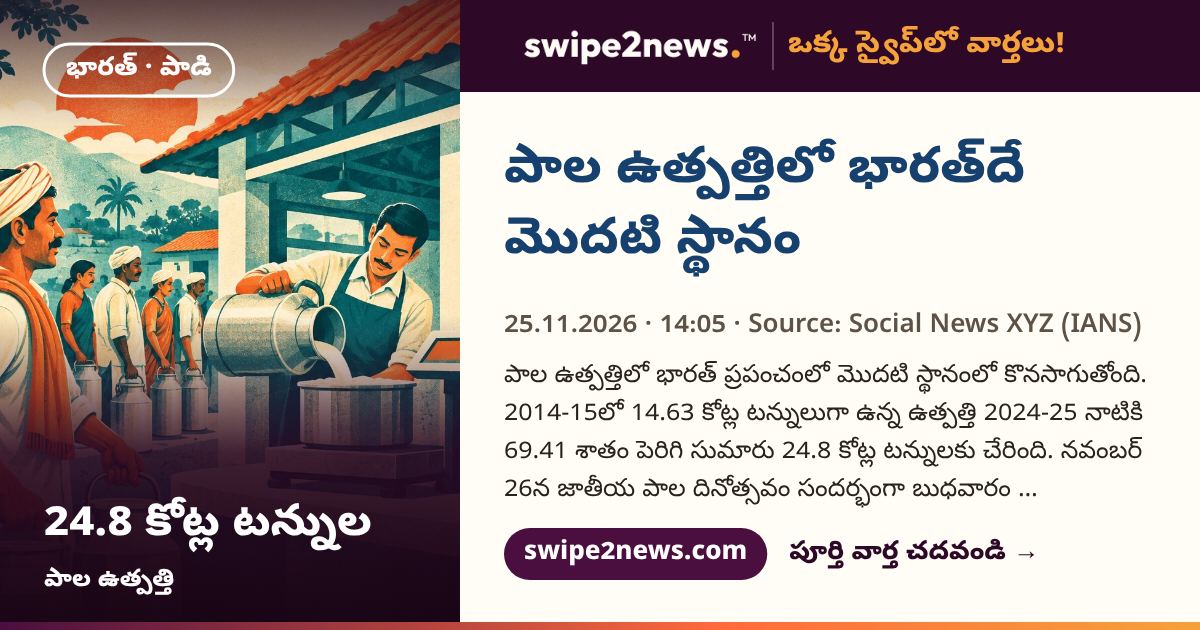 భారత్ · పాడి
24.8 కోట్ల టన్నుల
పాల ఉత్పత్తి
swipe2news.™ | ఒక్క స్వైప్‌లో వార్తలు!
పాల ఉత్పత్తిలో భారత్‌దే
మొదటి స్థానం
25.11.2026 · 14:05 · Source: Social News XYZ (IANS)
పాల ఉత్పత్తిలో భారత్ ప్రపంచంలో మొదటి స్థానంలో కొనసాగుతోంది.
2014-15లో 14.63 కోట్ల టన్నులుగా ఉన్న ఉత్పత్తి 2024-25 నాటికి
69.41 శాతం పెరిగి సుమారు 24.8 కోట్ల టన్నులకు చేరింది. నవంబర్
26న జాతీయ పాల దినోత్సవం సందర్భంగా బుధవారం ...
swipe2news.com పూర్తి వార్త చదవండి →